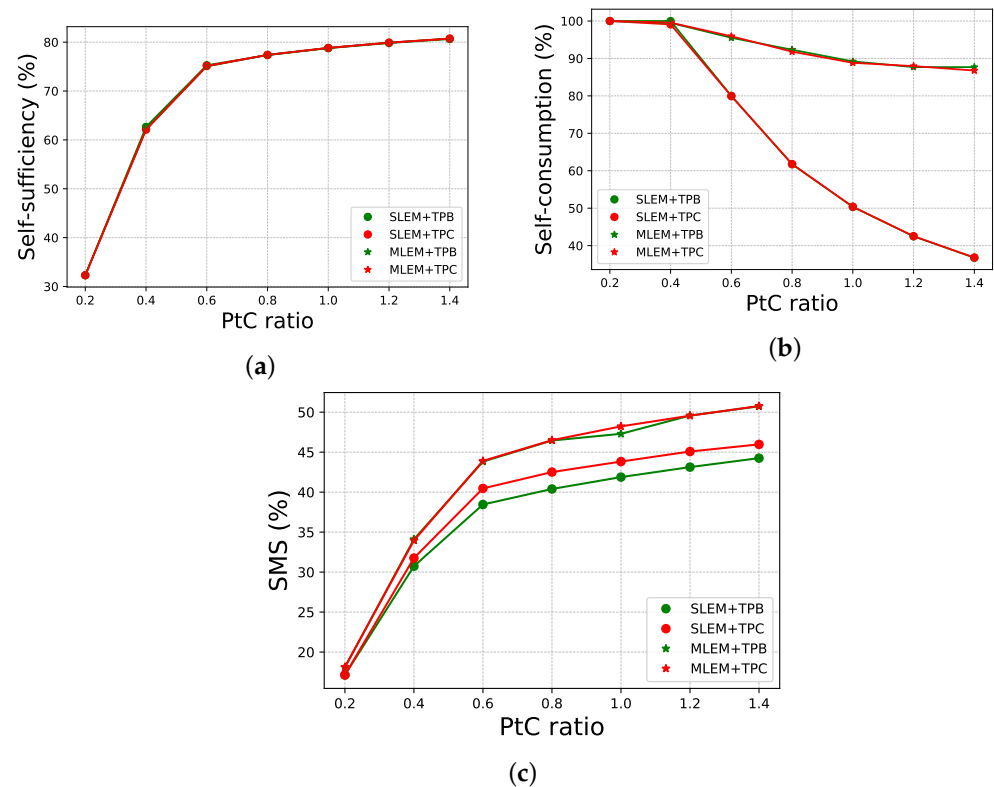 Self-sufficiency (%)
80
70
60
50
40
30
0.2 0.4 0.6 0.8 1.0 1.2 1.4
PtC ratio
SLEM+TPB
SLEM+TPC
MLEM+TPB
MLEM+TPC
(a)
Self-consumption (%)
100
90
80
70
60
50
40
0.2 0.4 0.6 0.8 1.0 1.2 1.4
PtC ratio
SLEM+TPB
SLEM+TPC
MLEM+TPB
MLEM+TPC
(b)
SMS (%)
50
45
40
35
30
25
20
0.2 0.4 0.6 0.8 1.0 1.2 1.4
PtC ratio
SLEM+TPB
SLEM+TPC
MLEM+TPB
MLEM+TPC
(c)